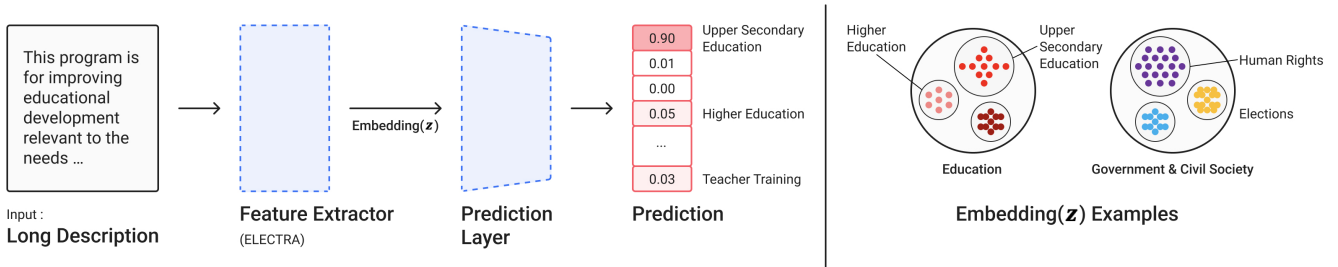 This program is
for improving
educational
development
relevant to the
needs ...
Input :
Long Description
Feature Extractor
(ELECTRA)
Embedding(z)
Prediction
Layer
0.90
0.01
0.00
0.05
...
0.03
Upper Secondary
Education
Higher Education
Teacher Training
Prediction
Higher
Education
Upper
Secondary
Education
Education
Human Rights
Elections
Government & Civil Society
Embedding(z) Examples